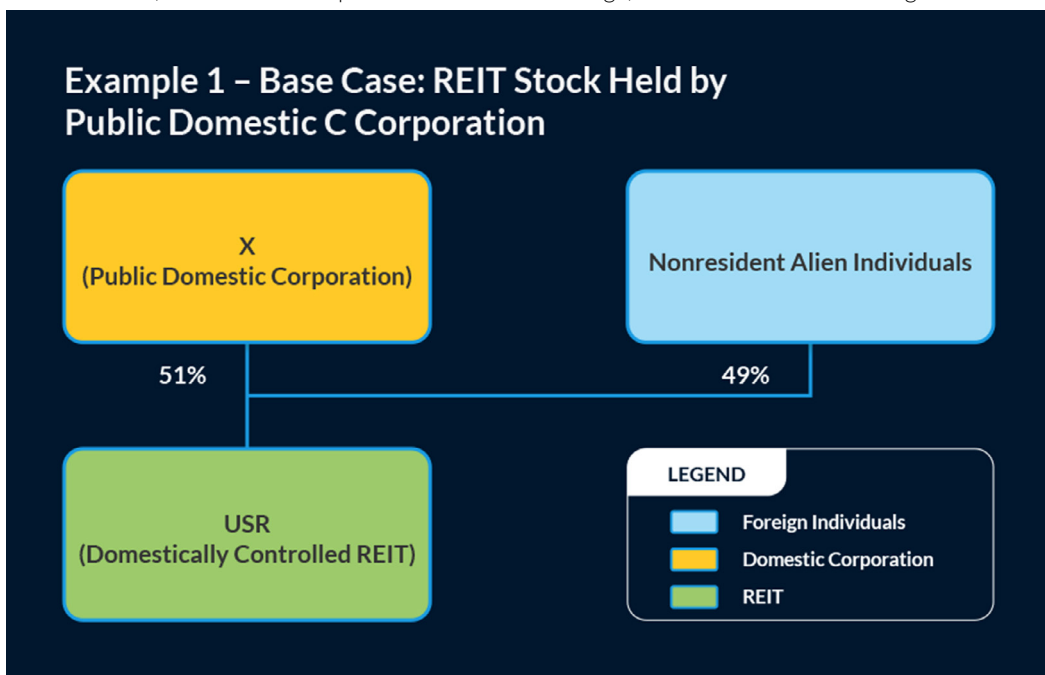 Example 1 – Base Case: REIT Stock Held by
Public Domestic C Corporation
X
(Public Domestic Corporation)
Nonresident Alien Individuals
51%
49%
USR
(Domestically Controlled REIT)
LEGEND
Foreign Individuals
Domestic Corporation
REIT